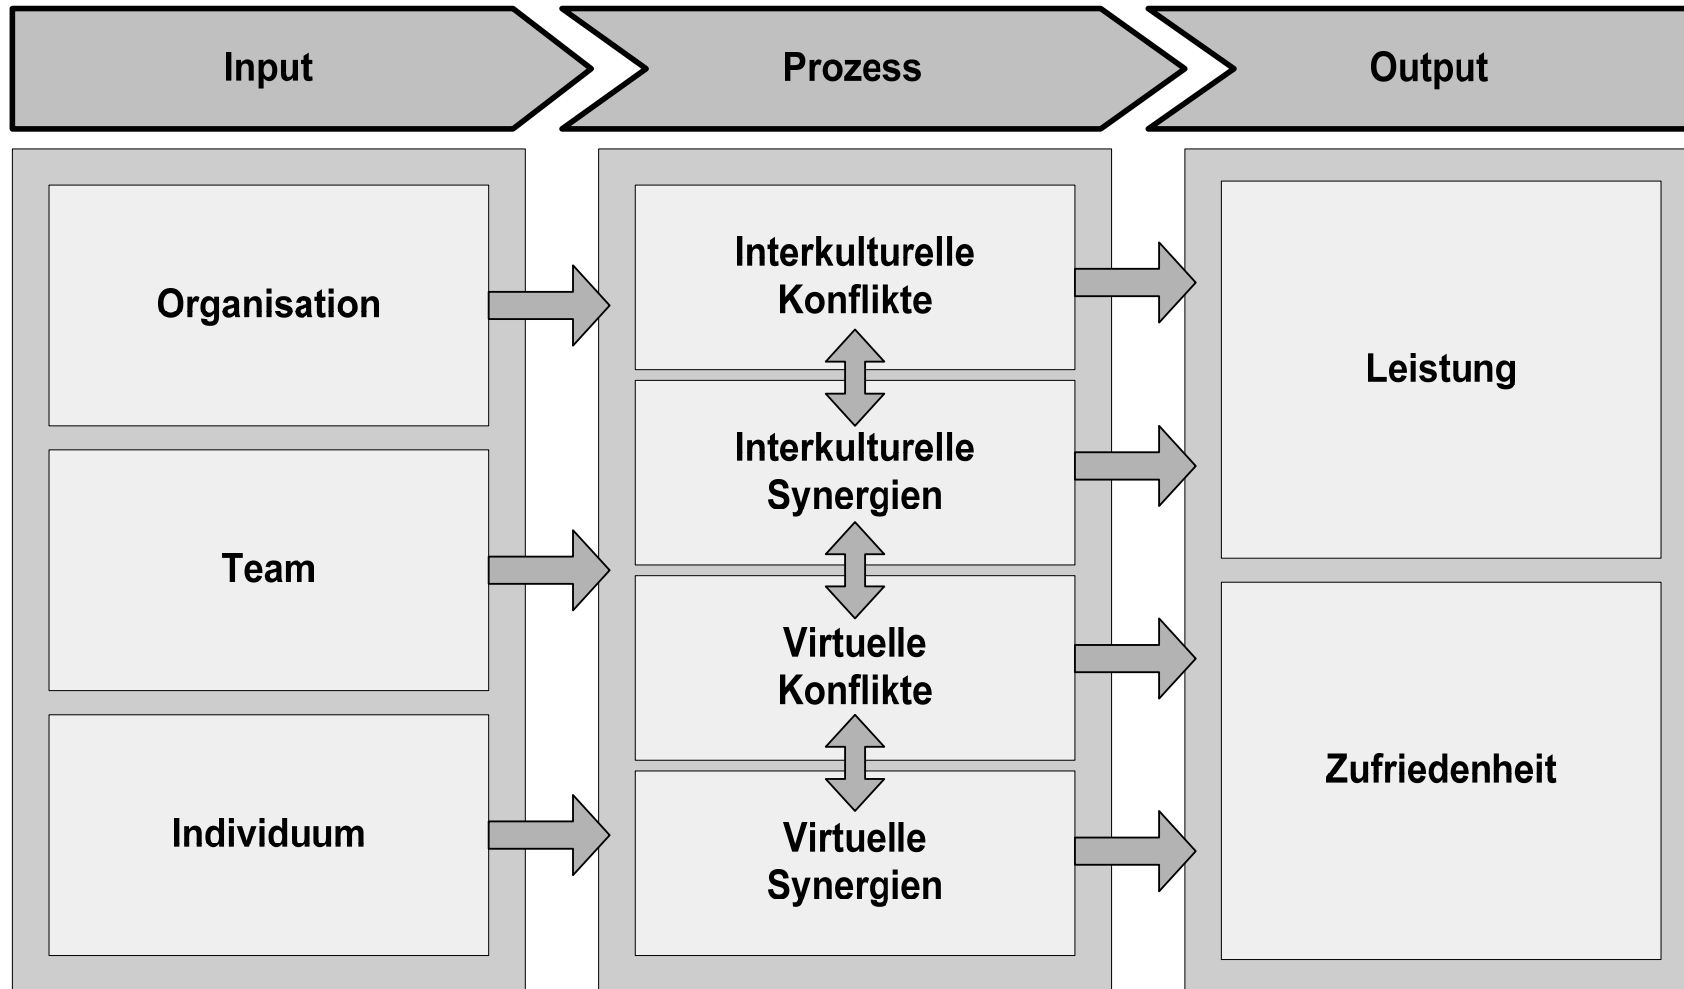 Input
Prozess
Output
Organisation
Team
Individuum
Interkulturelle
Konflikte
Interkulturelle
Synergien
Virtuelle
Konflikte
Virtuelle
Synergien
Leistung
Zufriedenheit